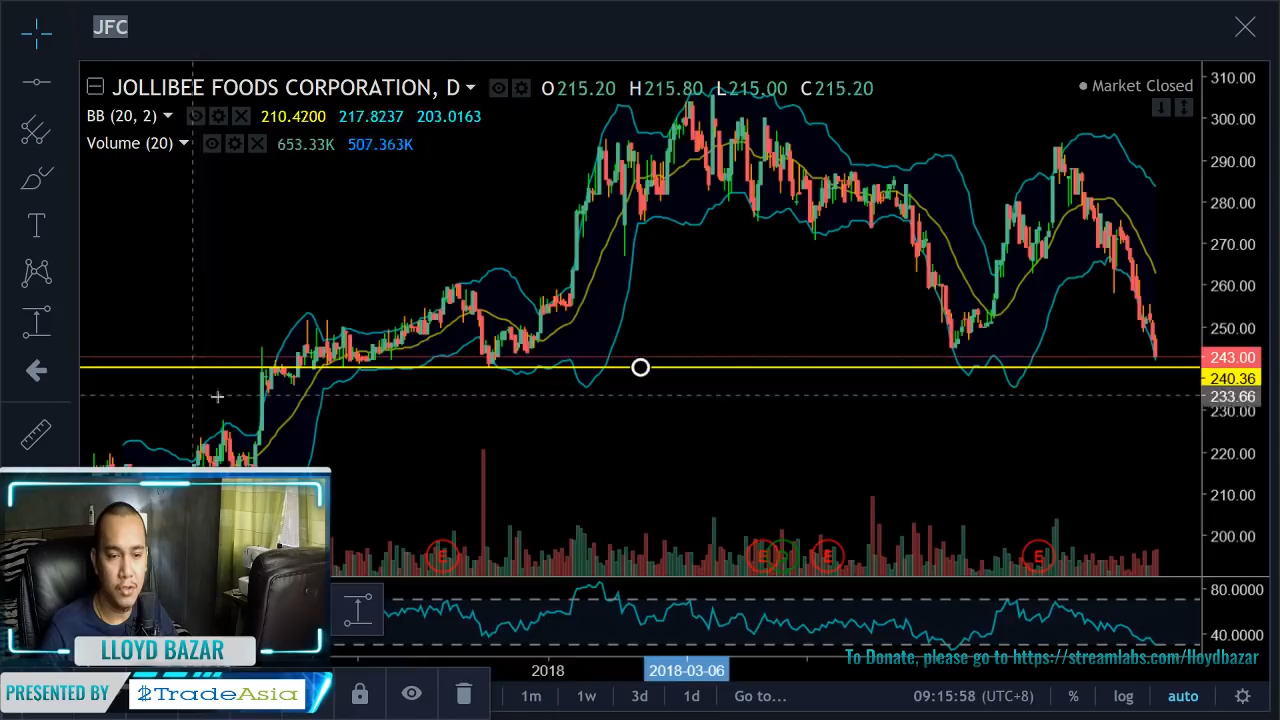 JFC
JOLLIBEE FOODS CORPORATION, D O215.20 H215.80 L215.00 C215.20
Market Closed
BB (20, 2) 210.4200 217.8237 203.0163
Volume (20) 653.33K 507.363K
310.00
300.00
290.00
280.00
270.00
260.00
250.00
243.00
240.36
233.66
230.00
220.00
210.00
200.00
E
E
E
E
80.0000
40.0000
LLOYD BAZAR
To Donate, please go to https://streamlabs.com/lloydbazar
2018
2018-03-06
PRESENTED BY $TradeAsia
1m 1w 3d 1d Go to... 09:15:58 (UTC+8) % log auto